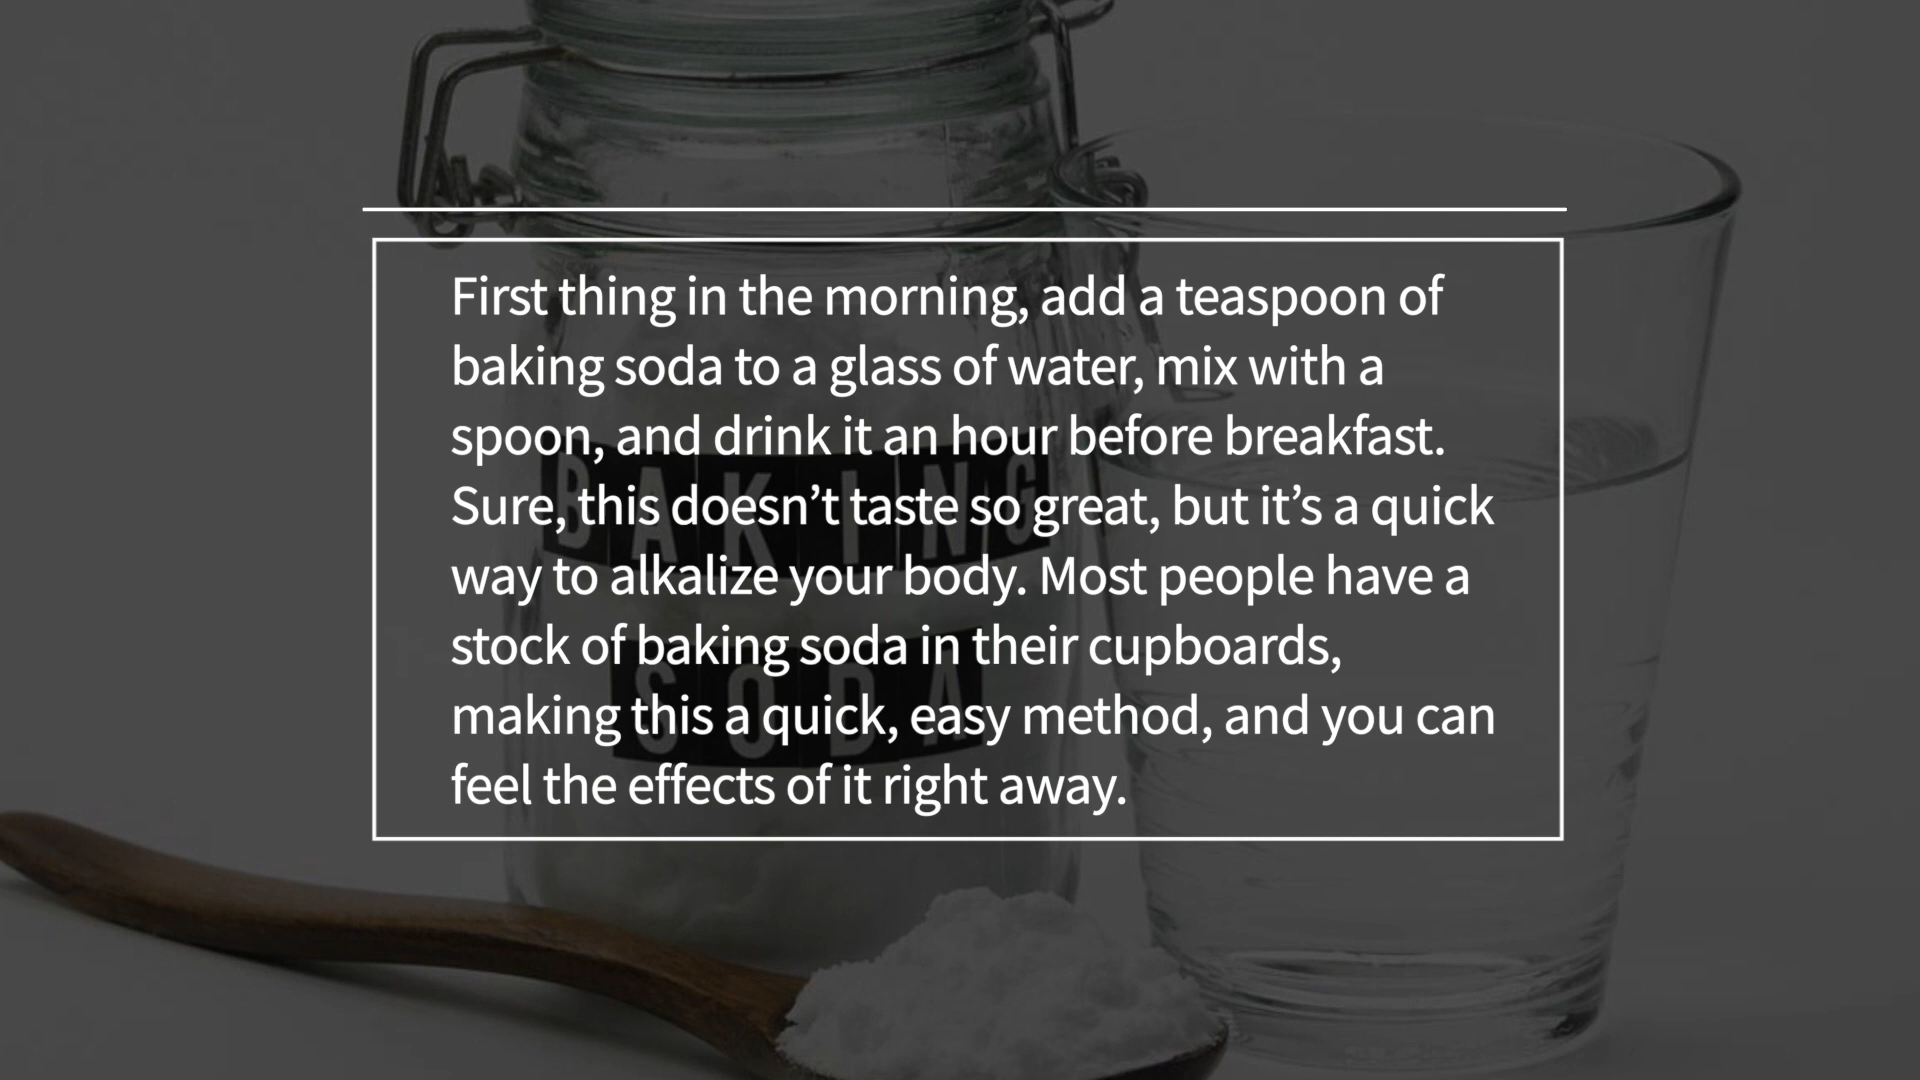 First thing in the morning, add a teaspoon of
baking soda to a glass of water, mix with a
spoon, and drink it an hour before breakfast.
Sure, this doesn’t taste so great, but it’s a quick
way to alkalize your body. Most people have a
stock of baking soda in their cupboards,
making this a quick, easy method, and you can
feel the effects of it right away.
BAKING
SODA